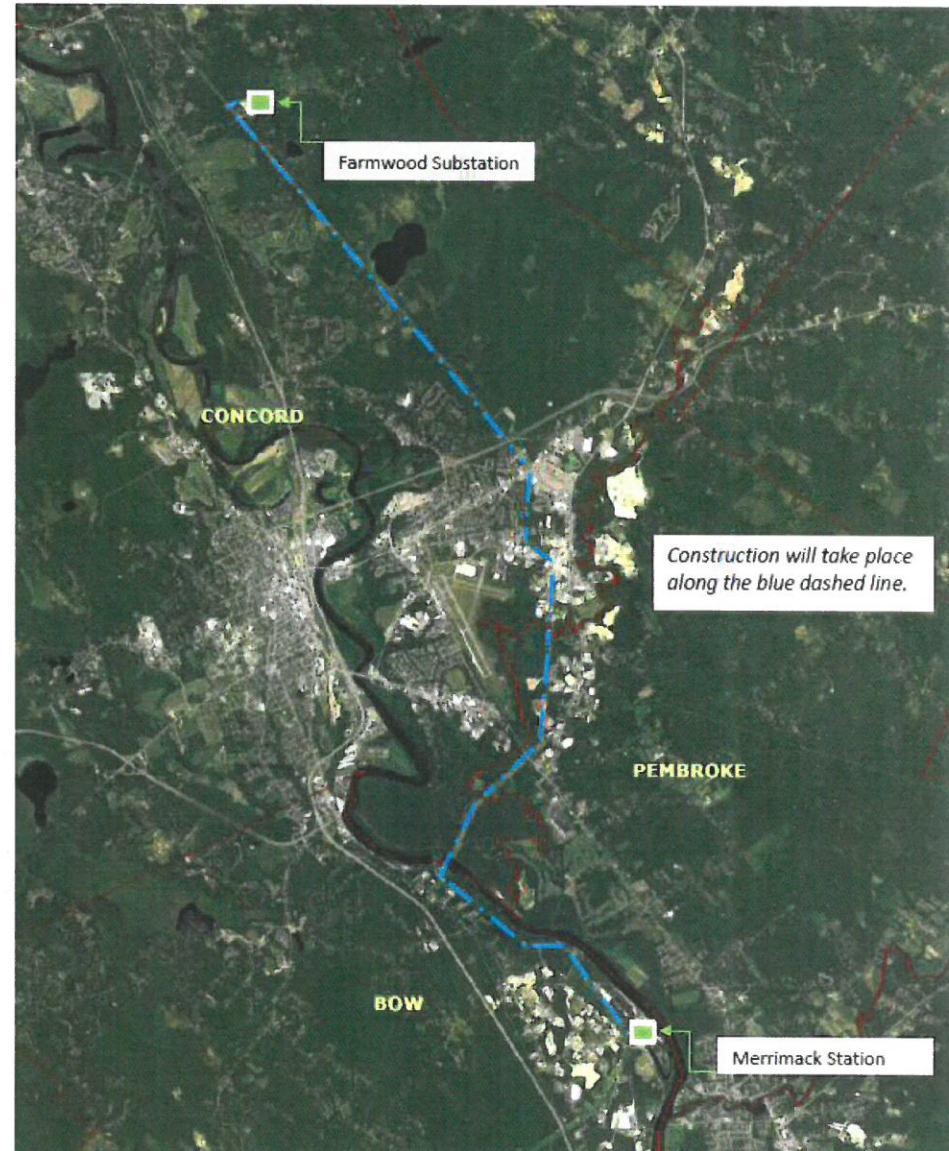 Farmwood Substation
CONCORD
Construction will take place
along the blue dashed line.
PEMBROKE
BOW
Merrimack Station